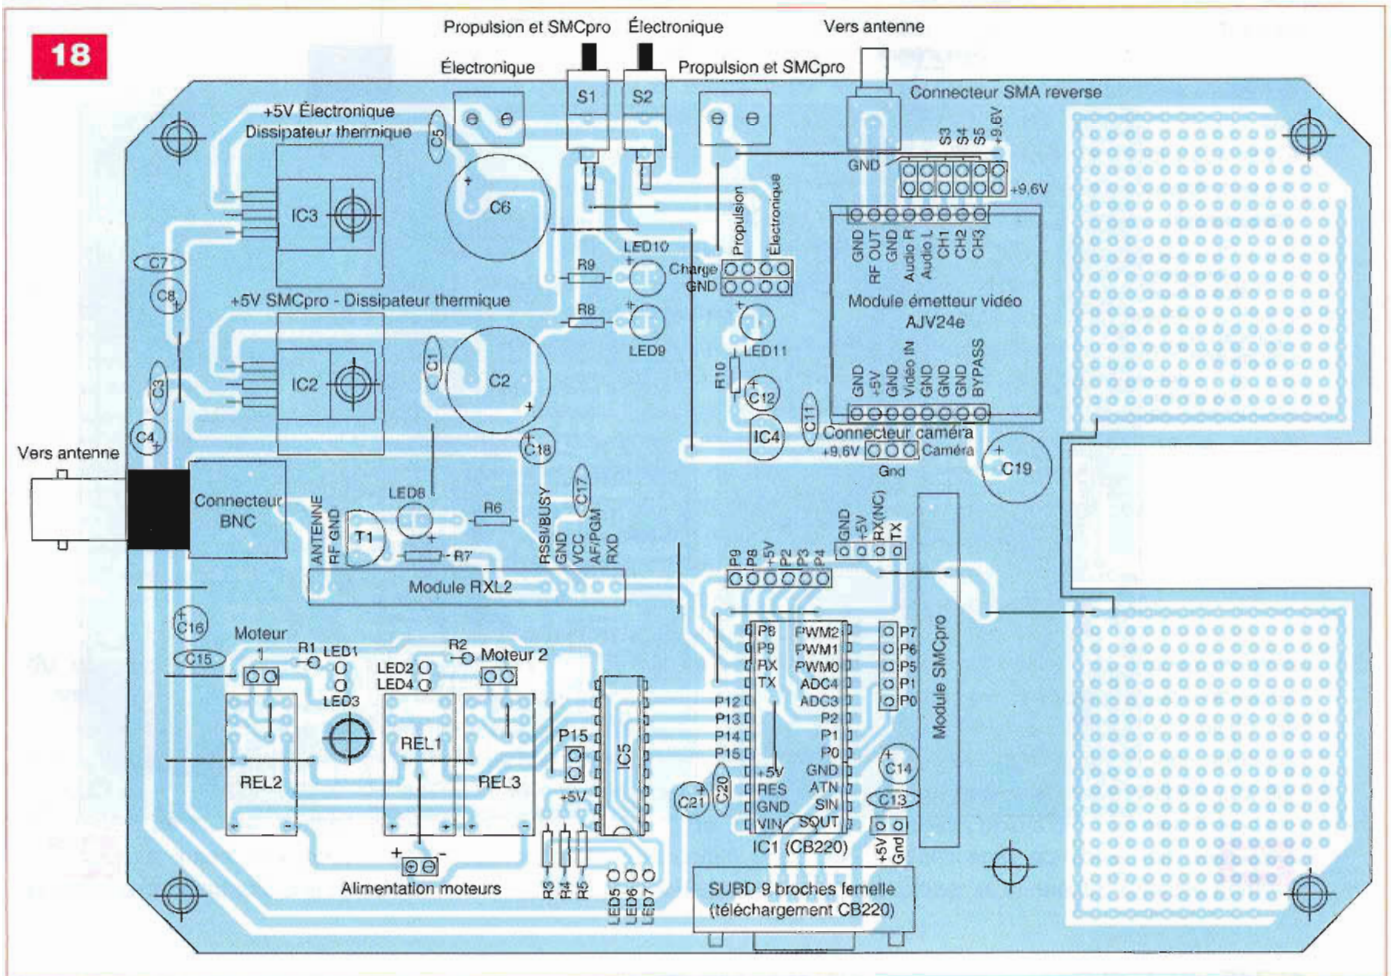 18
Propulsion et SMCpro
Électronique
Vers antenne
Électronique
Propulsion et SMCpro
S1
S2
Connecteur SMA reverse
+5V Électronique
Dissipateur thermique
C5
IC3
C6
GND
S3
S4
S5
+9,6V
+9,6V
Propulsion
Électronique
GND
RF OUT
GND
Audio R
Audio L
CH1
CH2
CH3
C7
C8
LED10
R9
Charge
GND
+5V SMCpro - Dissipateur thermique
R8
LED9
LED11
Module émetteur vidéo
AJV24e
IC2
C1
C2
R10
C12
C3
GND
+5V
GND
Vidéo IN
GND
GND
GND
BYPASS
C4
C18
IC4
C11
Connecteur caméra
+9,6V
Caméra
Gnd
C19
Vers antenne
Connecteur
BNC
LED8
C17
R6
ANTENNE
RF GND
T1
R7
RSSI/BUSY
GND
VCC
AF/PGM
RXD
GND
+5V
RX(NC)
TX
Module RXL2
P9
P8
+5V
P2
P3
P4
C16
C15
Moteur
1
R1
LED1
LED3
R2
LED2
LED4
Moteur 2
P8
P9
RX
TX
PWM2
PWM1
PWM0
ADC4
ADC3
P2
P1
P0
GND
ATN
SIN
SOUT
P7
P6
P5
P1
P0
Module SMCpro
P12
P13
P14
P15
+5V
RES
GND
VIN
REL2
REL1
REL3
P15
+5V
IC5
C21
C20
C14
C13
+5V
Gnd
IC1 (CB220)
+
-
Alimentation moteurs
R3
R4
R5
LED5
LED6
LED7
SUBD 9 broches femelle
(téléchargement CB220)